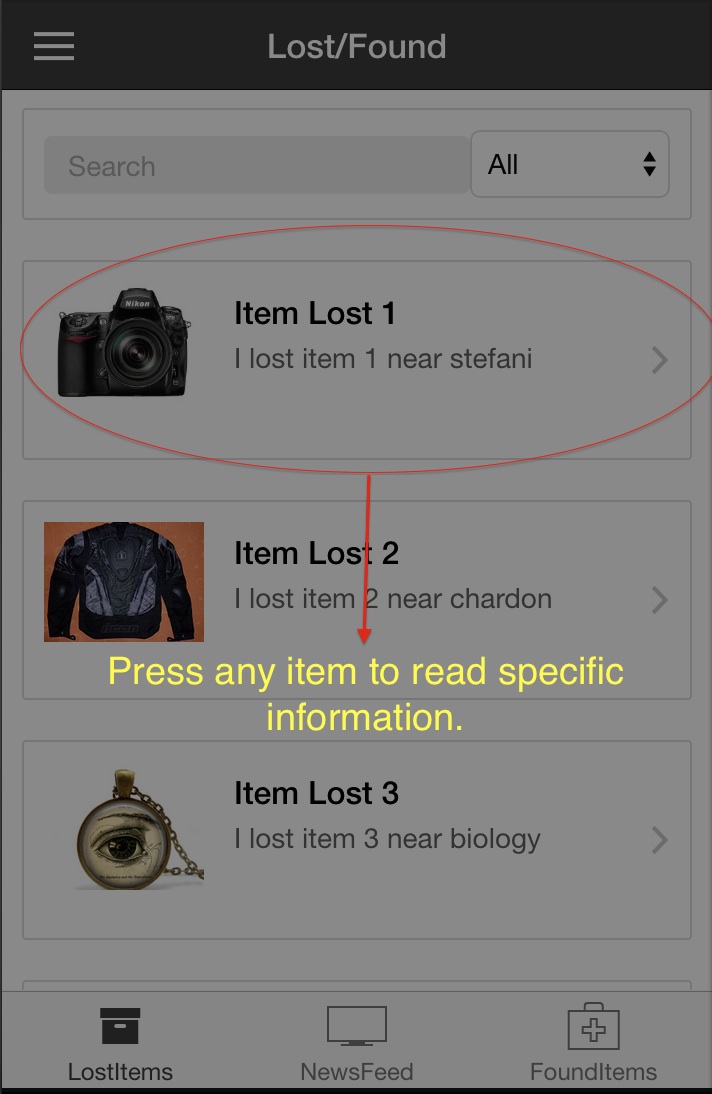 Lost/Found
Search
All
Nikon
Item Lost 1
I lost item 1 near stefani
Item Lost 2
I lost item 2 near chardon
Press any item to read specific
information.
Item Lost 3
I lost item 3 near biology
LostItems
NewsFeed
FoundItems